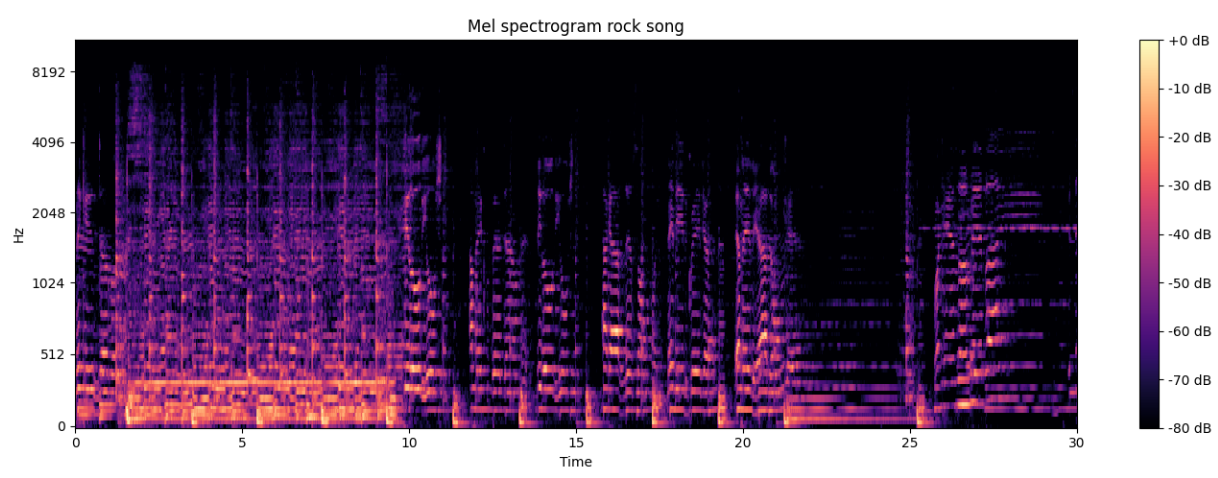 Mel spectrogram rock song
8192
4096
2048
1024
512
0
Hz
0 5 10 15 20 25 30
Time
+0 dB
-10 dB
-20 dB
-30 dB
-40 dB
-50 dB
-60 dB
-70 dB
-80 dB